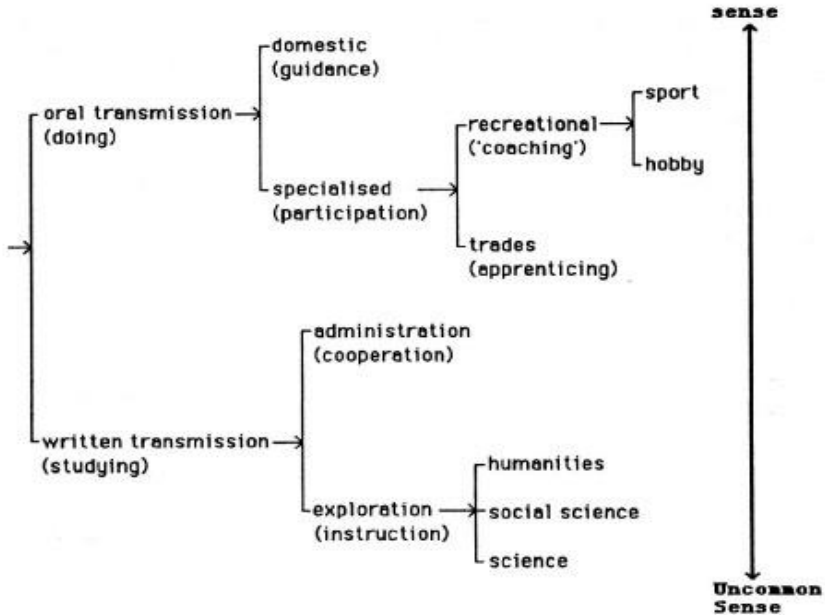 sense
domestic
(guidance)
sport
oral transmission
(doing)
recreational
('coaching')
hobby
specialised
(participation)
trades
(apprenticing)
administration
(cooperation)
written transmission
(studying)
humanities
exploration
(instruction)
social science
science
Uncommon
Sense